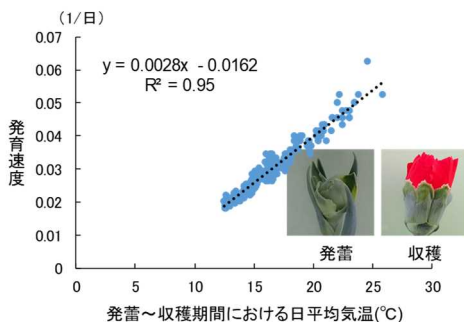 (1/日)
0.07
0.06
0.05
0.04
0.03
0.02
0.01
0
発育速度
y = 0.0028x - 0.0162
R² = 0.95
発蕾
収穫
0 5 10 15 20 25 30
発蕾～収穫期間における日平均気温(℃)